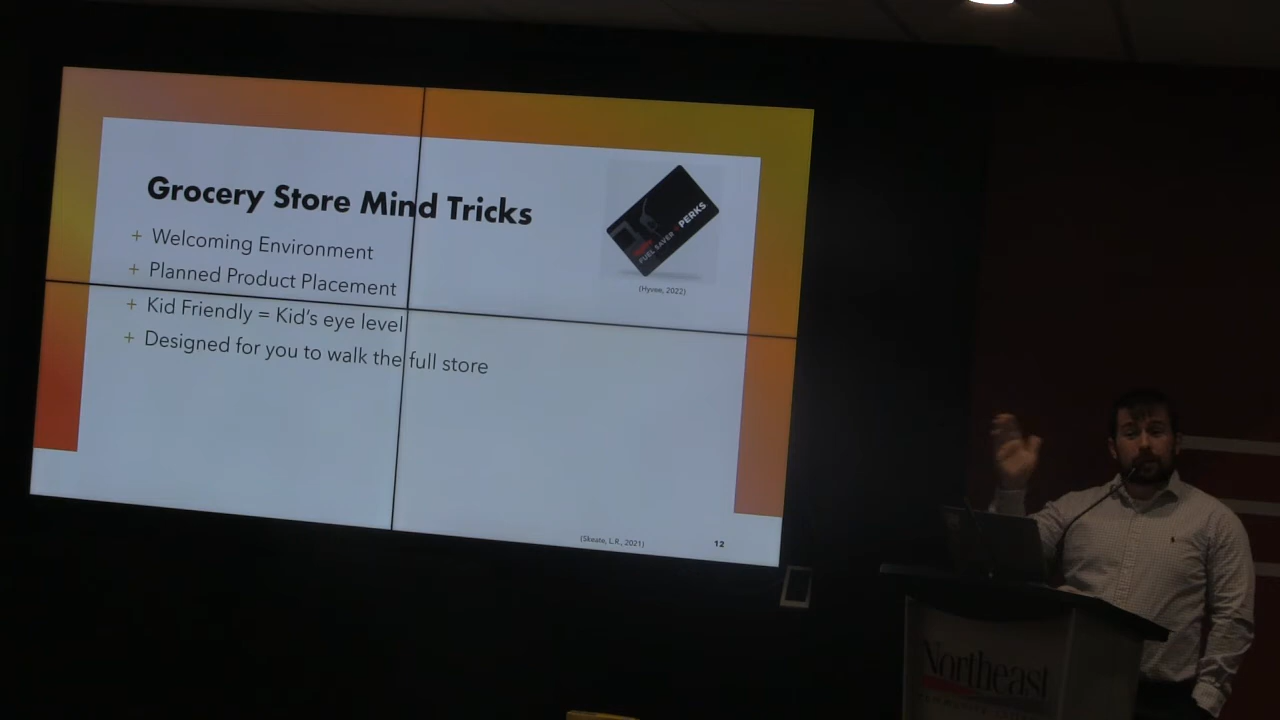 Grocery Store Mind Tricks
+ Welcoming Environment
+ Planned Product Placement
+ Kid Friendly = Kid's eye level
+ Designed for you to walk the full store
FUEL SAVER + PERKS
(Hyvee, 2022)
(Skeate, L.R., 2021)
12
Northeast